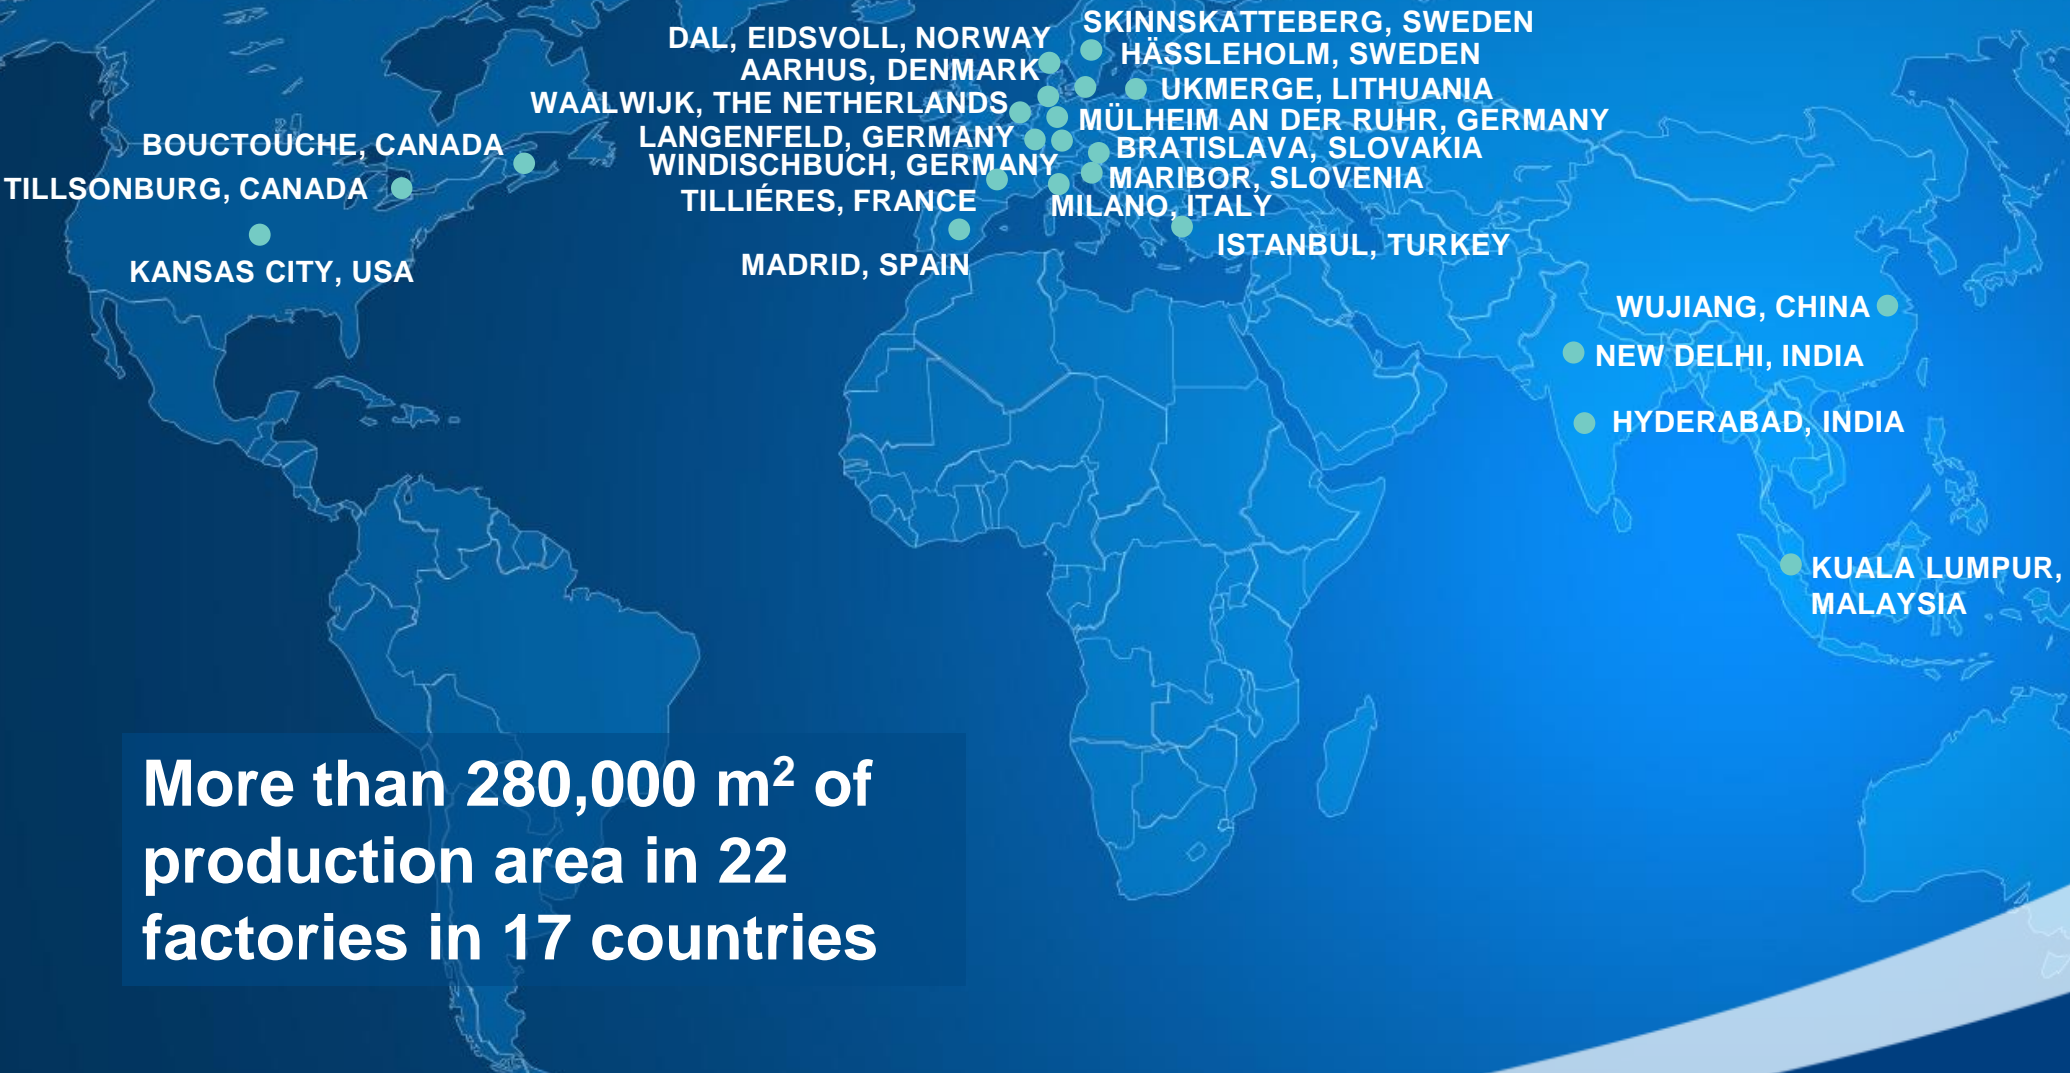 SKINNSKATTEBERG, SWEDEN
DAL, EIDSVOLL, NORWAY
HÄSSLEHOLM, SWEDEN
AARHUS, DENMARK
UKMERGE, LITHUANIA
WAALWIJK, THE NETHERLANDS
MÜLHEIM AN DER RUHR, GERMANY
LANGENFELD, GERMANY
BOUCTOUCHE, CANADA
BRATISLAVA, SLOVAKIA
WINDISCHBUCH, GERMANY
MARIBOR, SLOVENIA
TILLSONBURG, CANADA
TILLIÉRES, FRANCE
MILANO, ITALY
ISTANBUL, TURKEY
MADRID, SPAIN
KANSAS CITY, USA
WUJIANG, CHINA
NEW DELHI, INDIA
HYDERABAD, INDIA
KUALA LUMPUR,
MALAYSIA
More than 280,000 m² of
production area in 22
factories in 17 countries